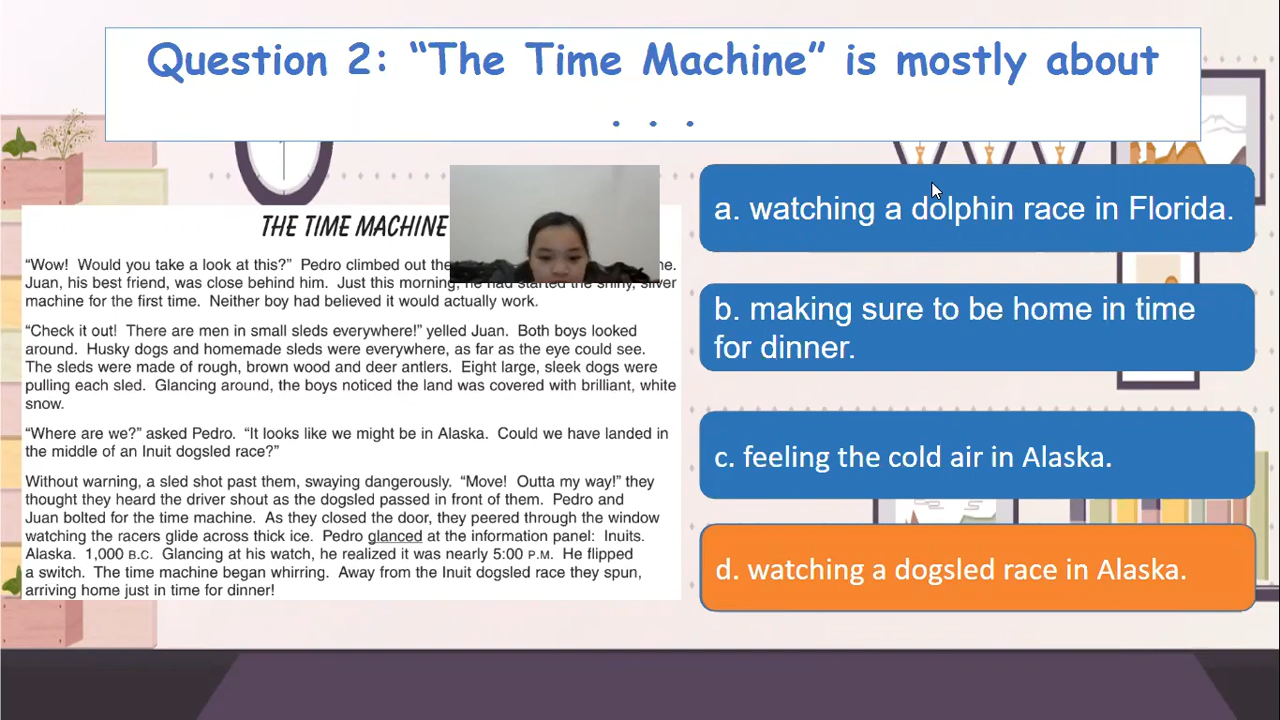 Question 2: “The Time Machine” is mostly about
. . .
THE TIME MACHINE
“Wow! Would you take a look at this?” Pedro climbed out the
Juan, his best friend, was close behind him. Just this morning, he had started the shiny, silver
machine for the first time. Neither boy had believed it would actually work.
“Check it out! There are men in small sleds everywhere!” yelled Juan. Both boys looked
around. Husky dogs and homemade sleds were everywhere, as far as the eye could see.
The sleds were made of rough, brown wood and deer antlers. Eight large, sleek dogs were
pulling each sled. Glancing around, the boys noticed the land was covered with brilliant, white
snow.
“Where are we?” asked Pedro. “It looks like we might be in Alaska. Could we have landed in
the middle of an Inuit dogsled race?”
Without warning, a sled shot past them, swaying dangerously. “Move! Outta my way!” they
thought they heard the driver shout as the dogsled passed in front of them. Pedro and
Juan bolted for the time machine. As they closed the door, they peered through the window
watching the racers glide across thick ice. Pedro glanced at the information panel: Inuits.
Alaska. 1,000 B.C. Glancing at his watch, he realized it was nearly 5:00 P.M. He flipped
a switch. The time machine began whirring. Away from the Inuit dogsled race they spun,
arriving home just in time for dinner!
a. watching a dolphin race in Florida.
b. making sure to be home in time
for dinner.
c. feeling the cold air in Alaska.
d. watching a dogsled race in Alaska.